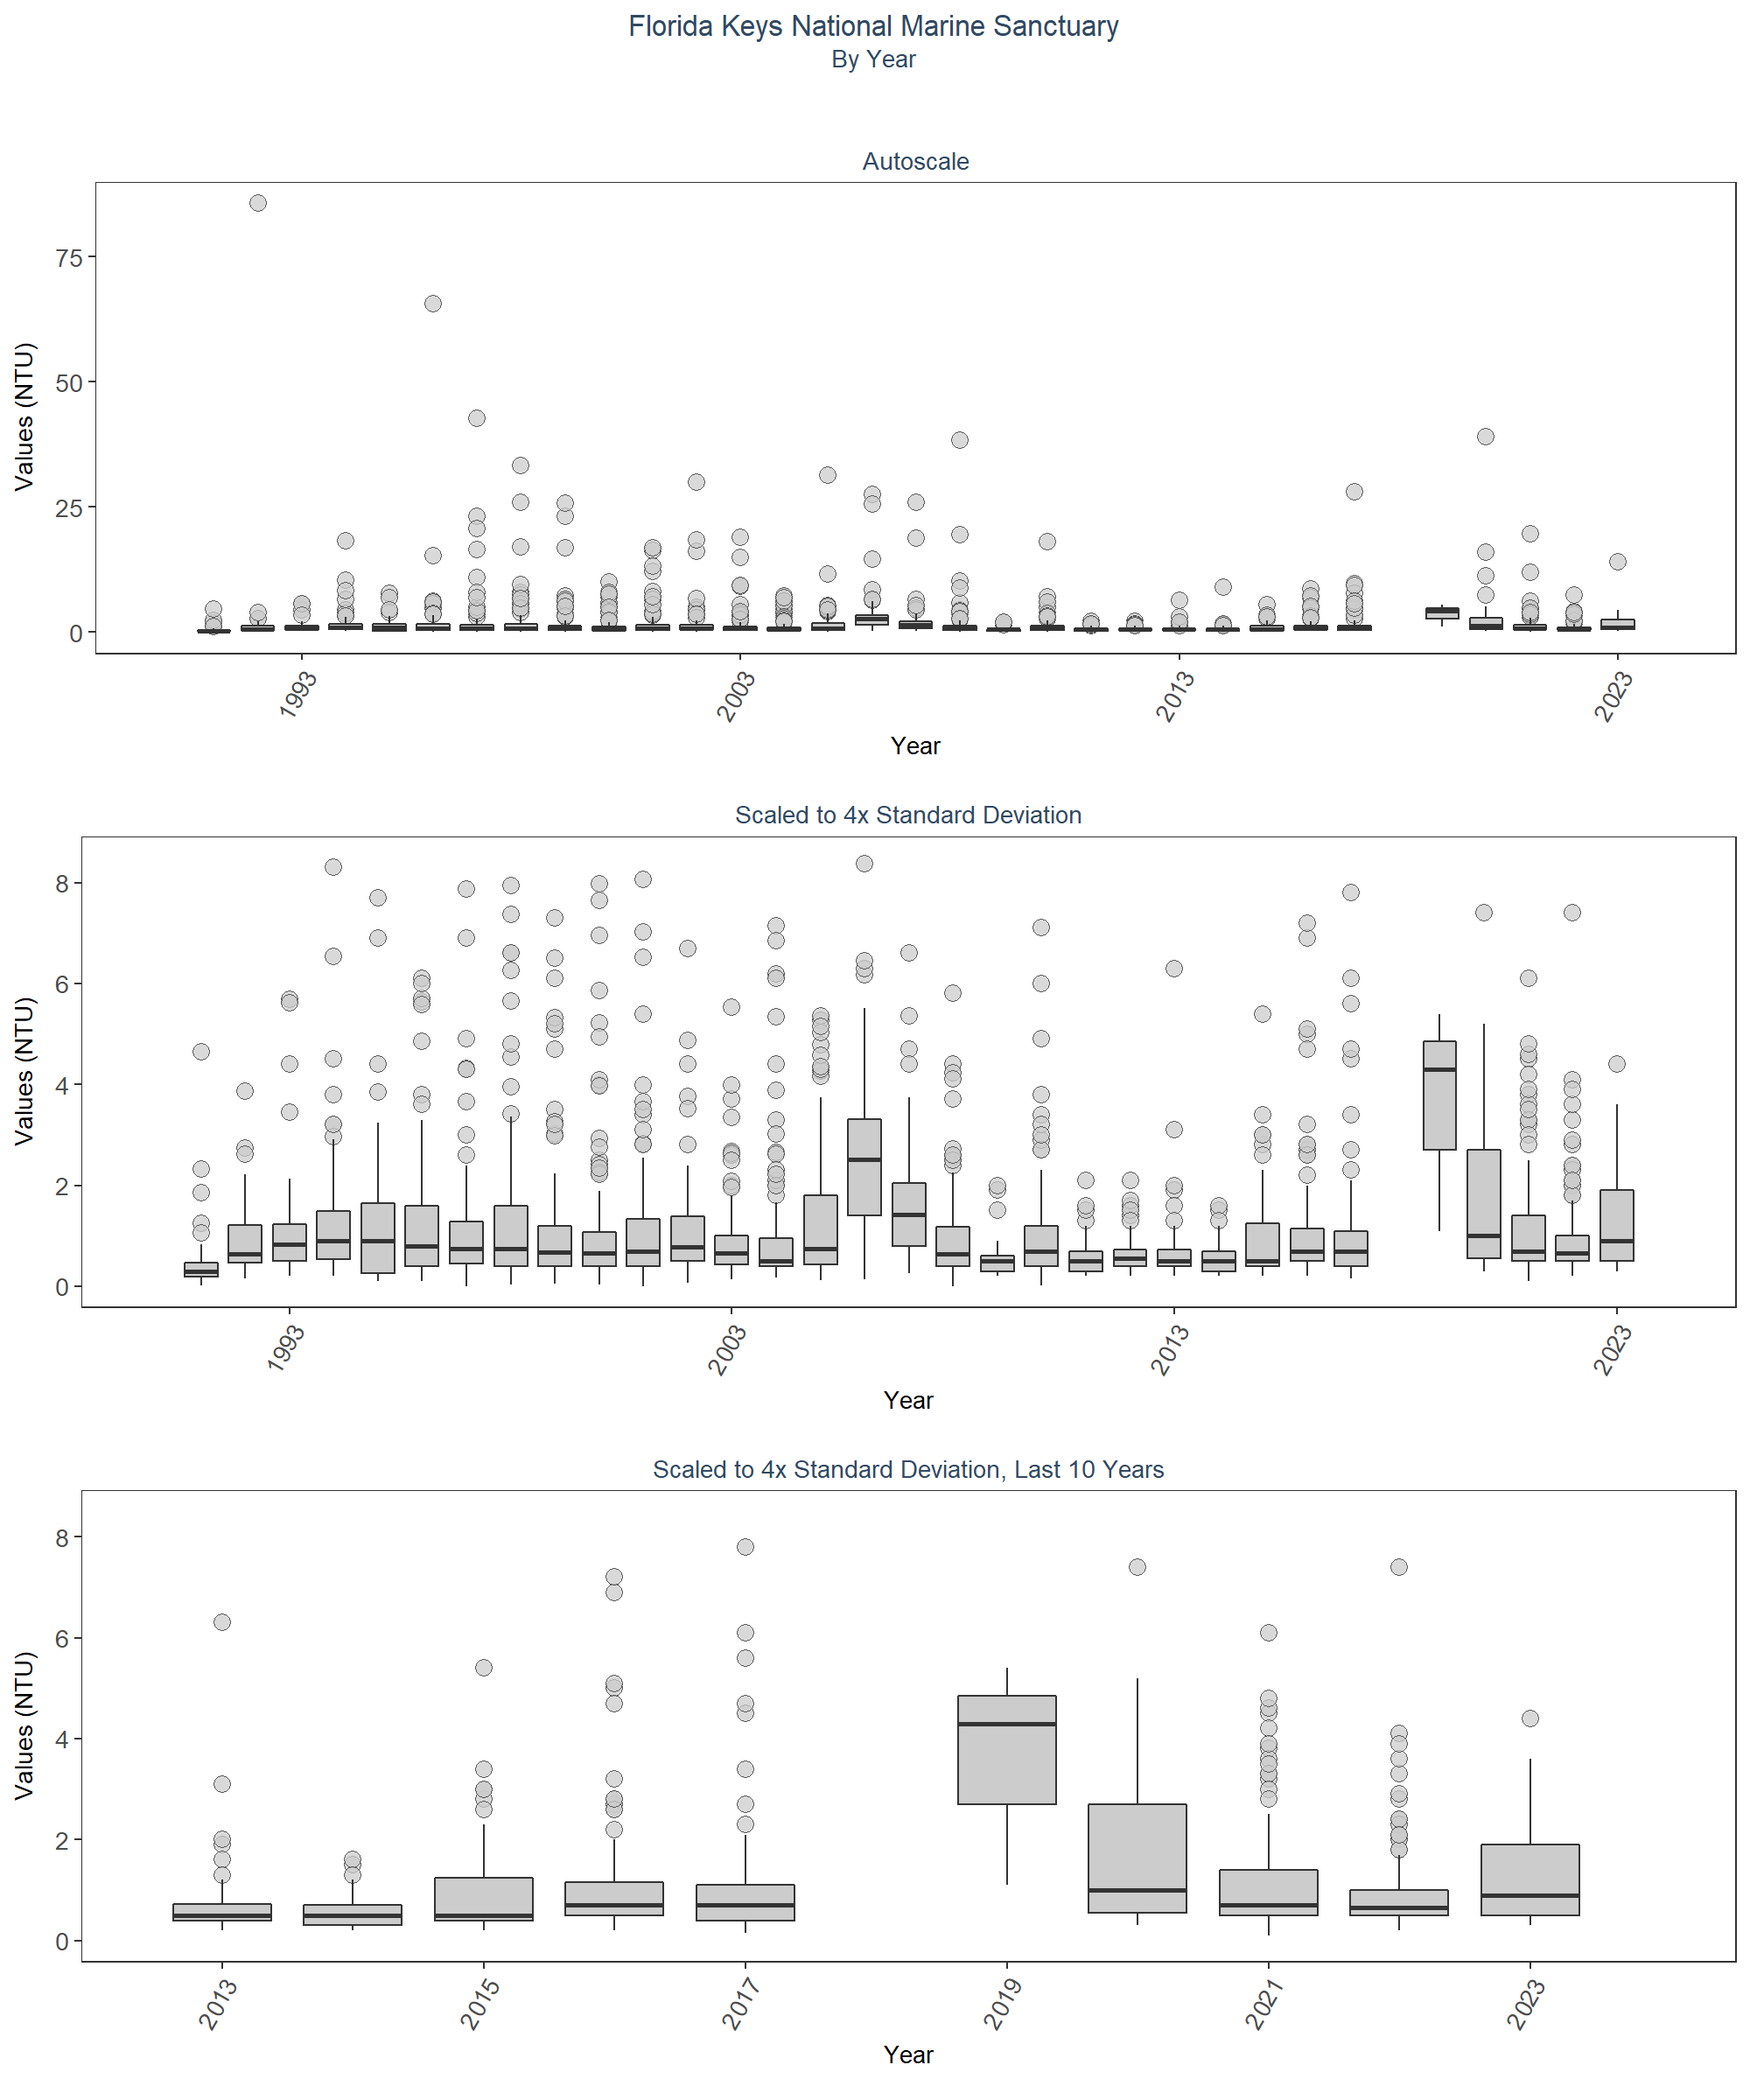 Florida Keys National Marine Sanctuary
By Year
Autoscale
Values (NTU)
75
50
25
0
1993
2003
2013
2023
Year
Scaled to 4x Standard Deviation
Values (NTU)
8
6
4
2
0
1993
2003
2013
2023
Year
Scaled to 4x Standard Deviation, Last 10 Years
Values (NTU)
8
6
4
2
0
2013
2015
2017
2019
2021
2023
Year